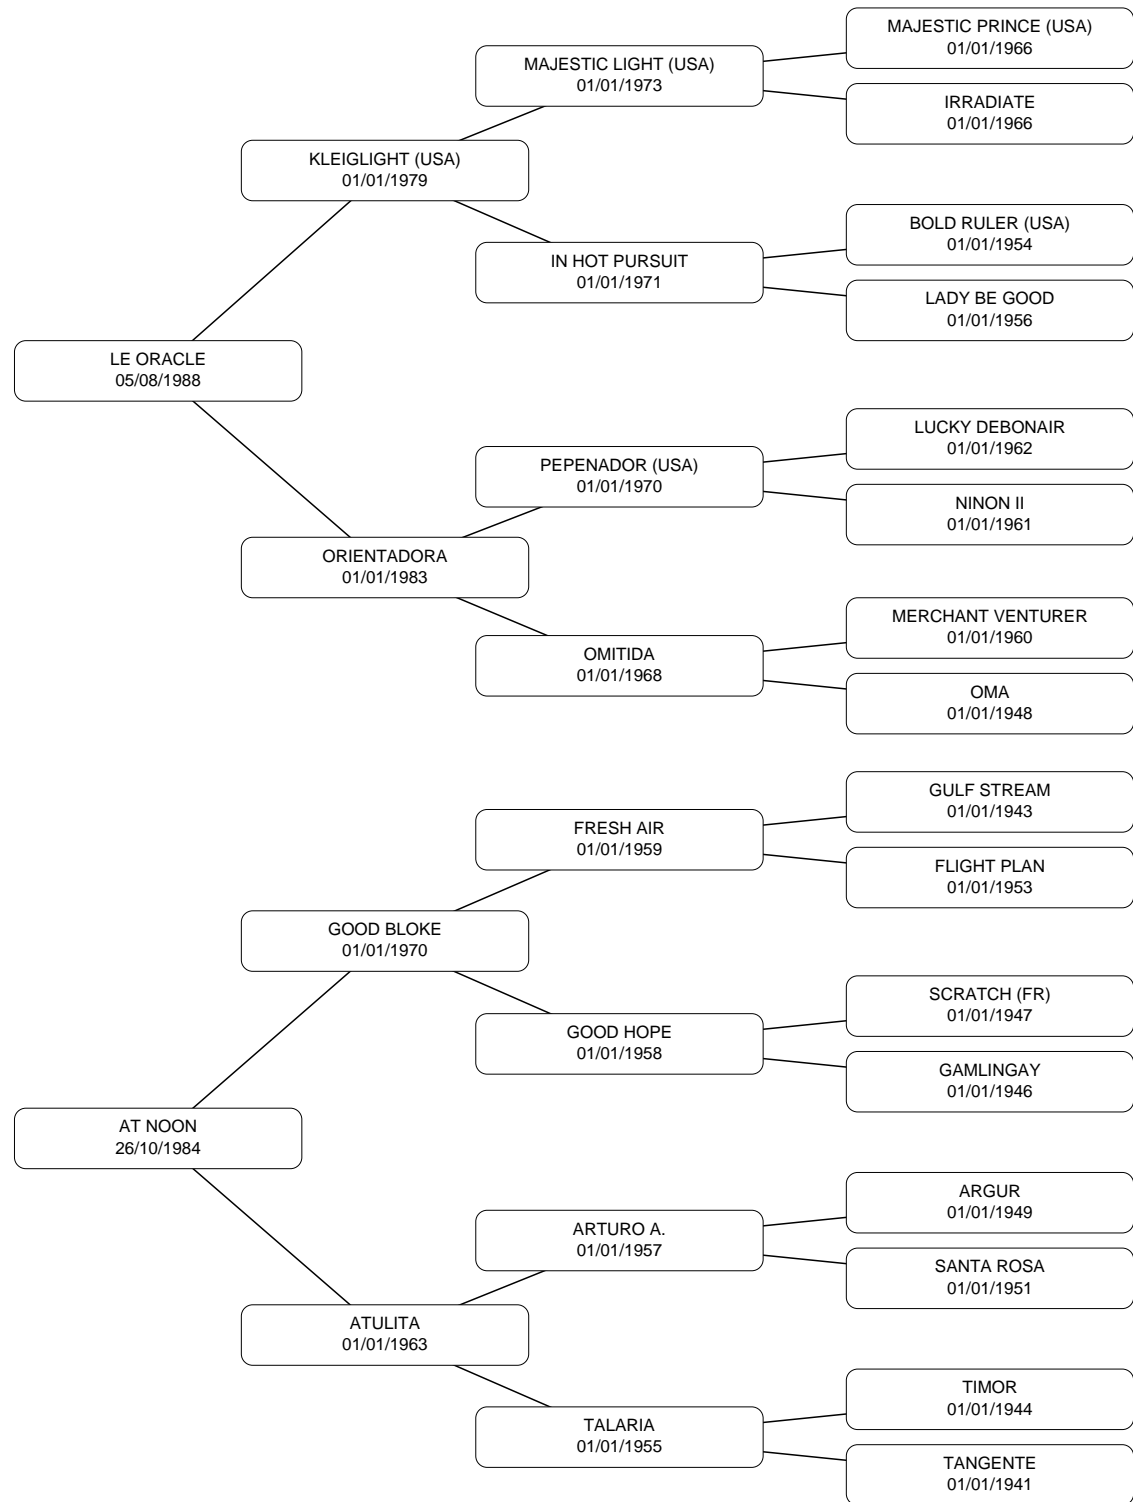 MAJESTIC PRINCE (USA)
01/01/1966
MAJESTIC LIGHT (USA)
01/01/1973
IRRADIATE
01/01/1966
KLEIGLIGHT (USA)
01/01/1979
BOLD RULER (USA)
01/01/1954
IN HOT PURSUIT
01/01/1971
LADY BE GOOD
01/01/1956
LE ORACLE
05/08/1988
LUCKY DEBONAIR
01/01/1962
PEPENADOR (USA)
01/01/1970
NINON II
01/01/1961
ORIENTADORA
01/01/1983
MERCHANT VENTURER
01/01/1960
OMITIDA
01/01/1968
OMA
01/01/1948
GULF STREAM
01/01/1943
FRESH AIR
01/01/1959
FLIGHT PLAN
01/01/1953
GOOD BLOKE
01/01/1970
SCRATCH (FR)
01/01/1947
GOOD HOPE
01/01/1958
GAMLINGAY
01/01/1946
AT NOON
26/10/1984
ARGUR
01/01/1949
ARTURO A.
01/01/1957
SANTA ROSA
01/01/1951
ATULITA
01/01/1963
TIMOR
01/01/1944
TALARIA
01/01/1955
TANGENTE
01/01/1941